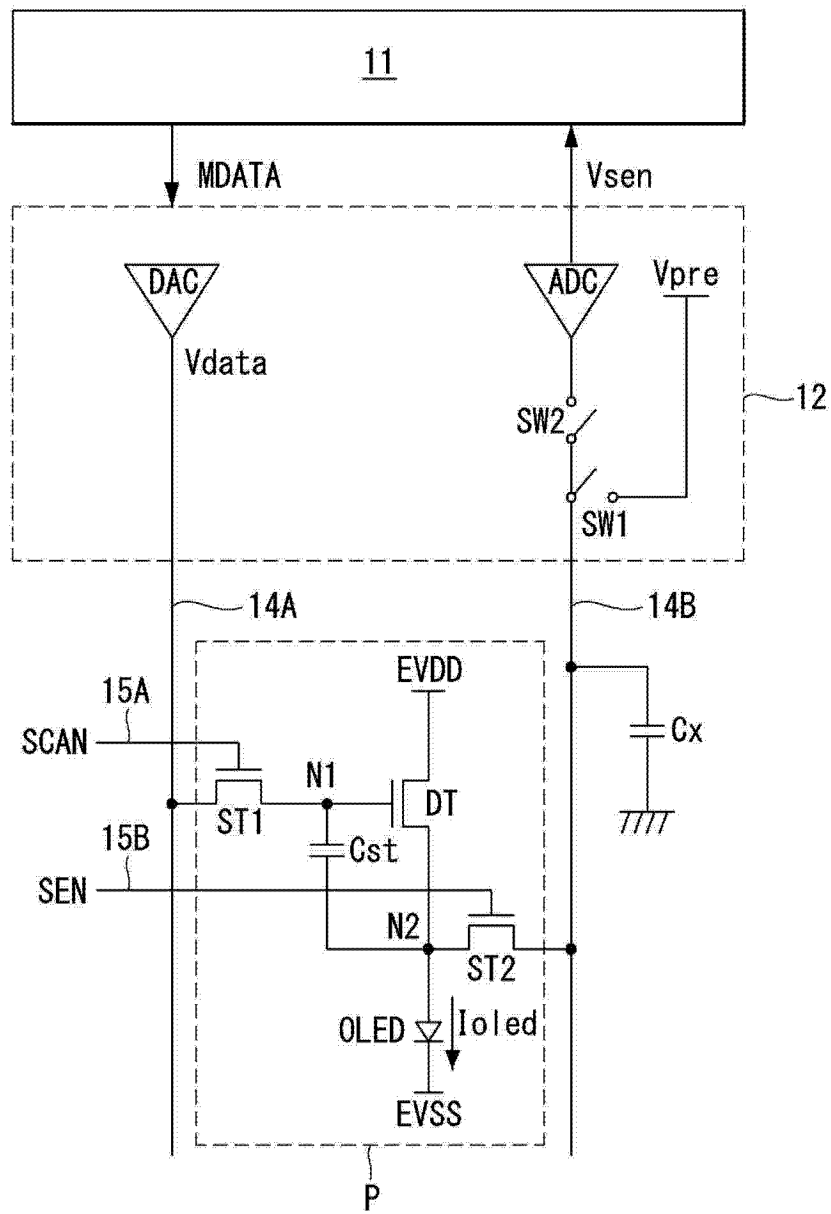 11
MDATA
Vsen
DAC
ADC
Vpre
Vdata
SW2
12
SW1
14A
14B
15A
EVDD
SCAN
N1
DT
Cx
ST1
15B
Cst
SEN
N2
ST2
OLED
Ioled
EVSS
P